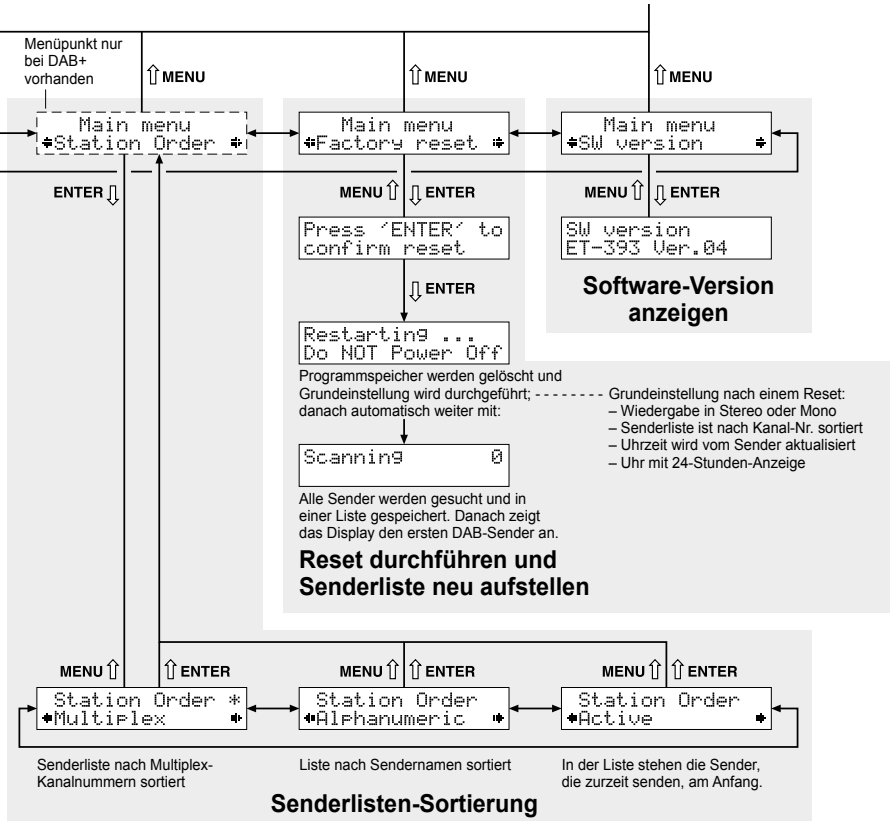 Menüpunkt nur
bei DAB+
vorhanden
MENU
MENU
MENU
Main menu
Station Order
Main menu
Factory reset
Main menu
SW version
ENTER
MENU ENTER
MENU ENTER
Press ´ENTER´ to
confirm reset
SW version
ET-393 Ver.04
Software-Version
anzeigen
ENTER
Restarting ...
Do NOT Power Off
Programmspeicher werden gelöscht und
Grundeinstellung wird durchgeführt;
danach automatisch weiter mit:
Grundeinstellung nach einem Reset:
– Wiedergabe in Stereo oder Mono
– Senderliste ist nach Kanal-Nr. sortiert
– Uhrzeit wird vom Sender aktualisiert
– Uhr mit 24-Stunden-Anzeige
Scanning 0
Alle Sender werden gesucht und in
einer Liste gespeichert. Danach zeigt
das Display den ersten DAB-Sender an.
Reset durchführen und
Senderliste neu aufstellen
MENU ENTER
MENU ENTER
MENU ENTER
Station Order *
Multiplex
Station Order
Alphanumeric
Station Order
Active
Senderliste nach Multiplex-
Kanalnummern sortiert
Liste nach Sendernamen sortiert
In der Liste stehen die Sender,
die zurzeit senden, am Anfang.
Senderlisten-Sortierung